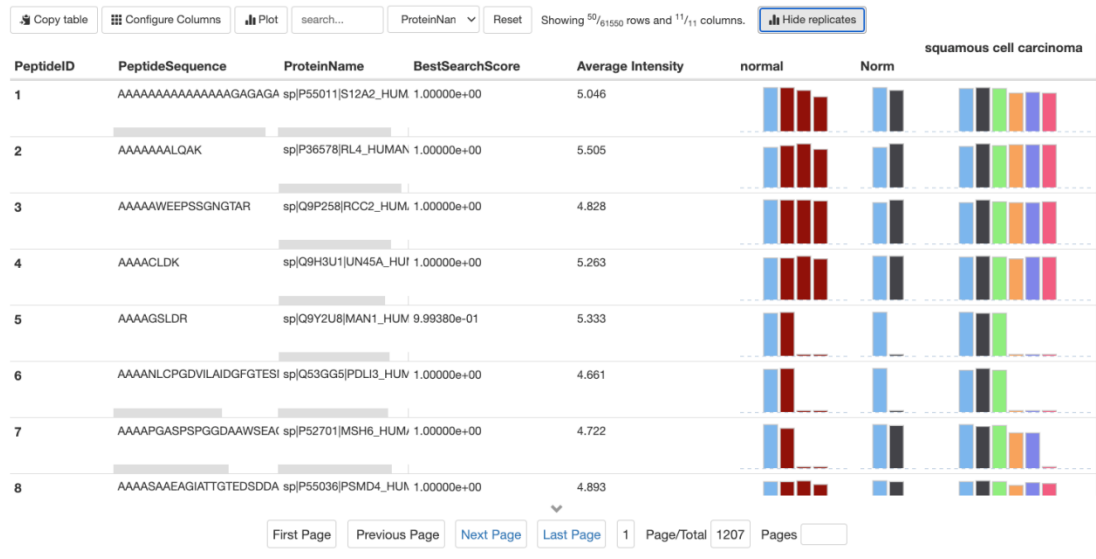 Copy table Configure Columns Plot search... ProteinNan Reset Showing 50/61550 rows and 11/11 columns. Hide replicates
squamous cell carcinoma
PeptideID PeptideSequence ProteinName BestSearchScore Average Intensity normal Norm
1 AAAAAAAAAAAAAAAGAGAGA sp|P55011|S12A2_HUM. 1.00000e+00 5.046
2 AAAAAAALQAK sp|P36578|RL4_HUMAN 1.00000e+00 5.505
3 AAAAAWEEPSSGNGTAR sp|Q9P258|RCC2_HUM. 1.00000e+00 4.828
4 AAAACLDK sp|Q9H3U1|UN45A_HUI 1.00000e+00 5.263
5 AAAAGSLDR sp|Q9Y2U8|MAN1_HUM 9.99380e-01 5.333
6 AAAANLCPGDVILAIDGFGTESI sp|Q53GG5|PDLI3_HUM 1.00000e+00 4.661
7 AAAAPGASPSPGGDAAWSEA( sp|P52701|MSH6_HUM/ 1.00000e+00 4.722
8 AAAASAAEAGIATTGTEDSDDA sp|P55036|PSMD4_HUM 1.00000e+00 4.893
First Page Previous Page Next Page Last Page 1 Page/Total 1207 Pages